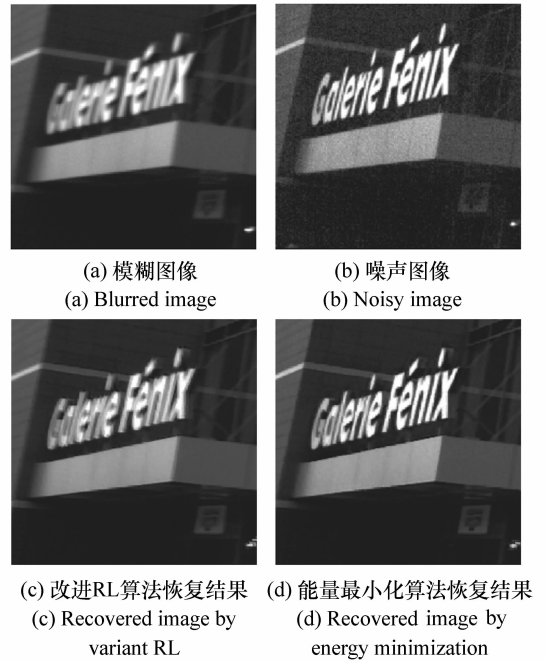 Galerie Fénix
Galerie Fénix
(a) 模糊图像
(a) Blurred image
(b) 噪声图像
(b) Noisy image
Galerie Fénix
Galerie Fénix
(c) 改进RL算法恢复结果
(c) Recovered image by
variant RL
(d) 能量最小化算法恢复结果
(d) Recovered image by
energy minimization